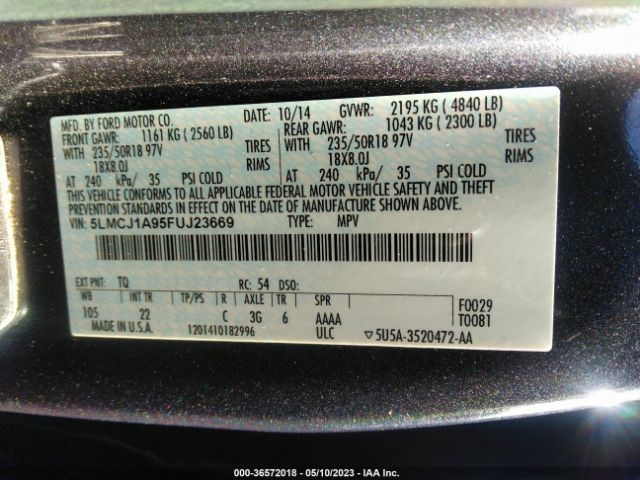 MFD. BY FORD MOTOR CO. DATE: 10/14 GVWR: 2195 KG ( 4840 LB)
FRONT GAWR: 1161 KG ( 2560 LB) REAR GAWR: 1043 KG ( 2300 LB)
WITH 235/50R18 97V TIRES WITH 235/50R18 97V TIRES
18X8.0J RIMS 18X8.0J RIMS
AT 240 kPa/ 35 PSI COLD AT 240 kPa/ 35 PSI COLD
THIS VEHICLE CONFORMS TO ALL APPLICABLE FEDERAL MOTOR VEHICLE SAFETY AND THEFT
PREVENTION STANDARDS IN EFFECT ON THE DATE OF MANUFACTURE SHOWN ABOVE.
VIN: 5LMCJ1A95FUJ23669 TYPE: MPV
EXT PNT: TQ RC: 54 DSO:
WB INT TR TP/PS R AXLE TR SPR F0029
105 22 C 3G 6 AAAA T0081
MADE IN U.S.A. 1201410182996 ULC ▽5U5A-3520472-AA
000-36572018 - 05/10/2023 - IAA Inc.